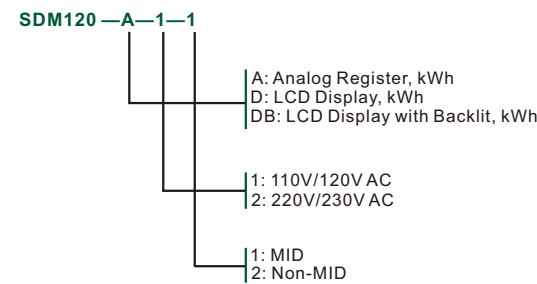 SDM120 —A—1—1
A: Analog Register, kWh
D: LCD Display, kWh
DB: LCD Display with Backlit, kWh
1: 110V/120V AC
2: 220V/230V AC
1: MID
2: Non-MID